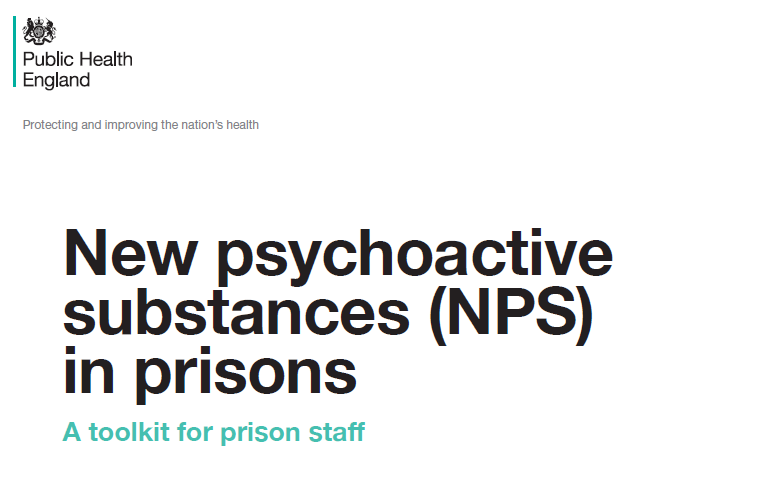 Public Health
England
Protecting and improving the nation's health
New psychoactive
substances (NPS)
in prisons
A toolkit for prison staff